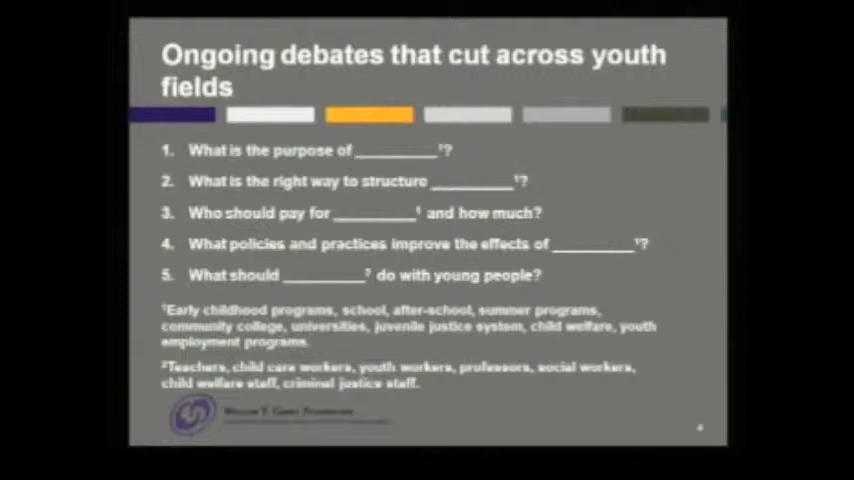 Ongoing debates that cut across youth
fields
1. What is the purpose of __________¹?
2. What is the right way to structure __________¹?
3. Who should pay for __________¹ and how much?
4. What policies and practices improve the effects of __________¹?
5. What should __________² do with young people?
¹Early childhood programs, school, after-school, summer programs,
community college, universities, juvenile justice system, child welfare, youth
employment programs.
²Teachers, child care workers, youth workers, professors, social workers,
child welfare staff, criminal justice staff.
William T. Grant Foundation